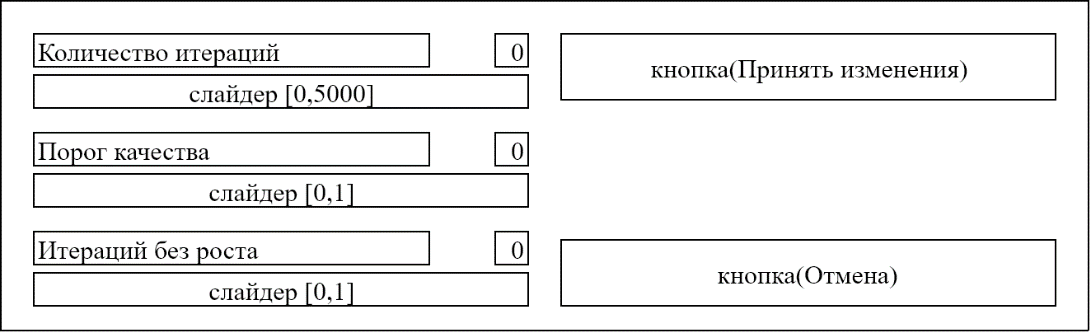 Количество итераций 0
слайдер [0,5000]
Порог качества 0
слайдер [0,1]
Итераций без роста 0
слайдер [0,1]
кнопка(Принять изменения)
кнопка(Отмена)